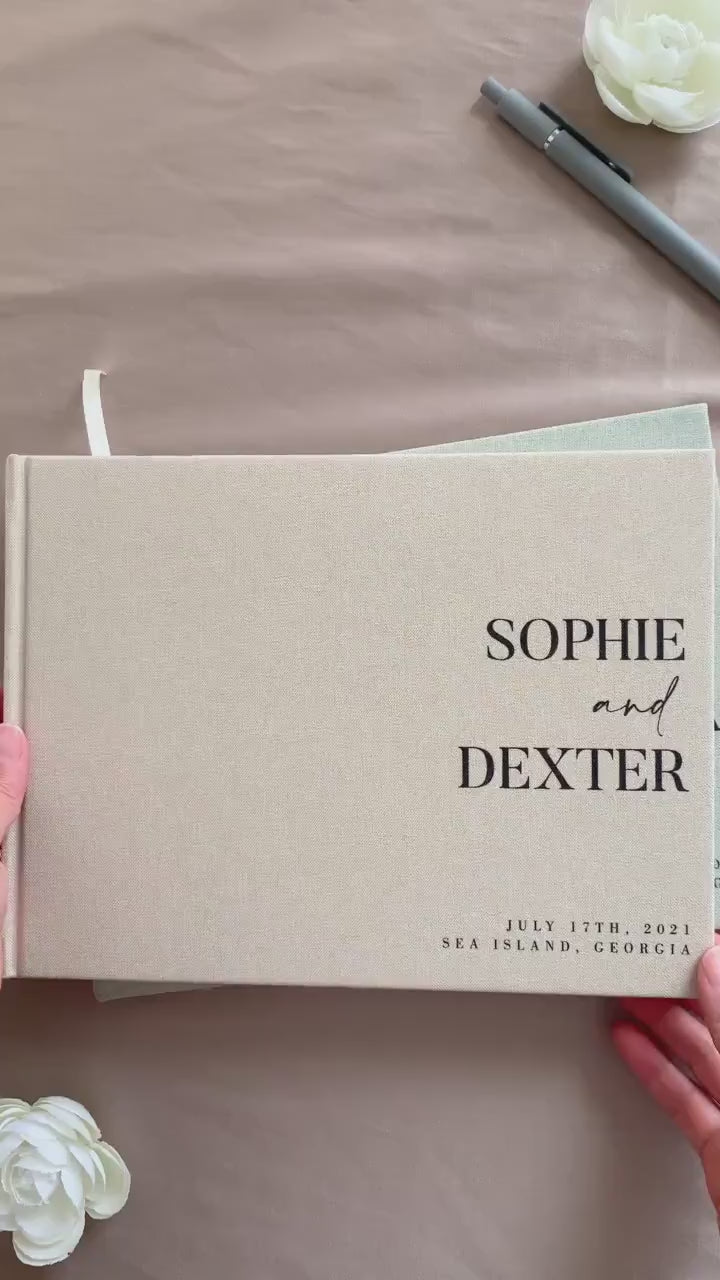 SOPHIE
and
DEXTER
JULY 17TH, 2021
SEA ISLAND, GEORGIA